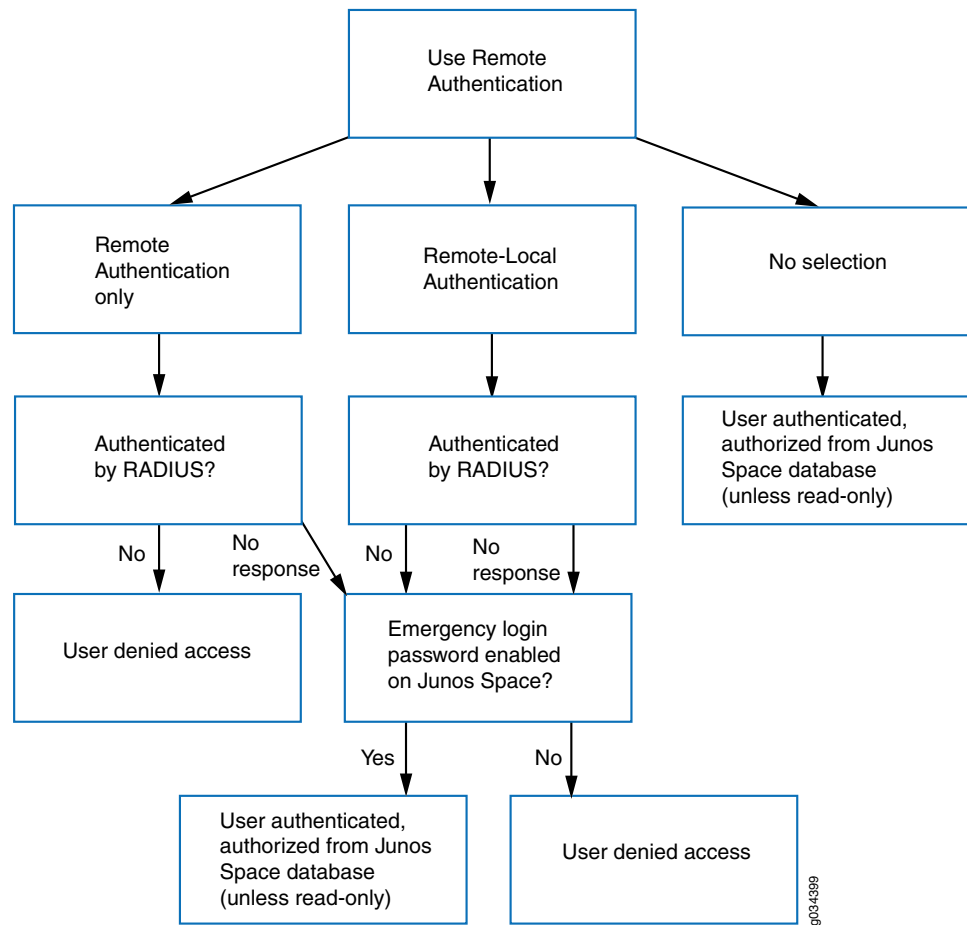 Use Remote
Authentication
Remote
Authentication
only
Remote-Local
Authentication
No selection
Authenticated
by RADIUS?
Authenticated
by RADIUS?
User authenticated,
authorized from Junos
Space database
(unless read-only)
No
No
response
No
No
response
User denied access
Emergency login
password enabled
on Junos Space?
Yes
No
User authenticated,
authorized from Junos
Space database
(unless read-only)
User denied access
g034399